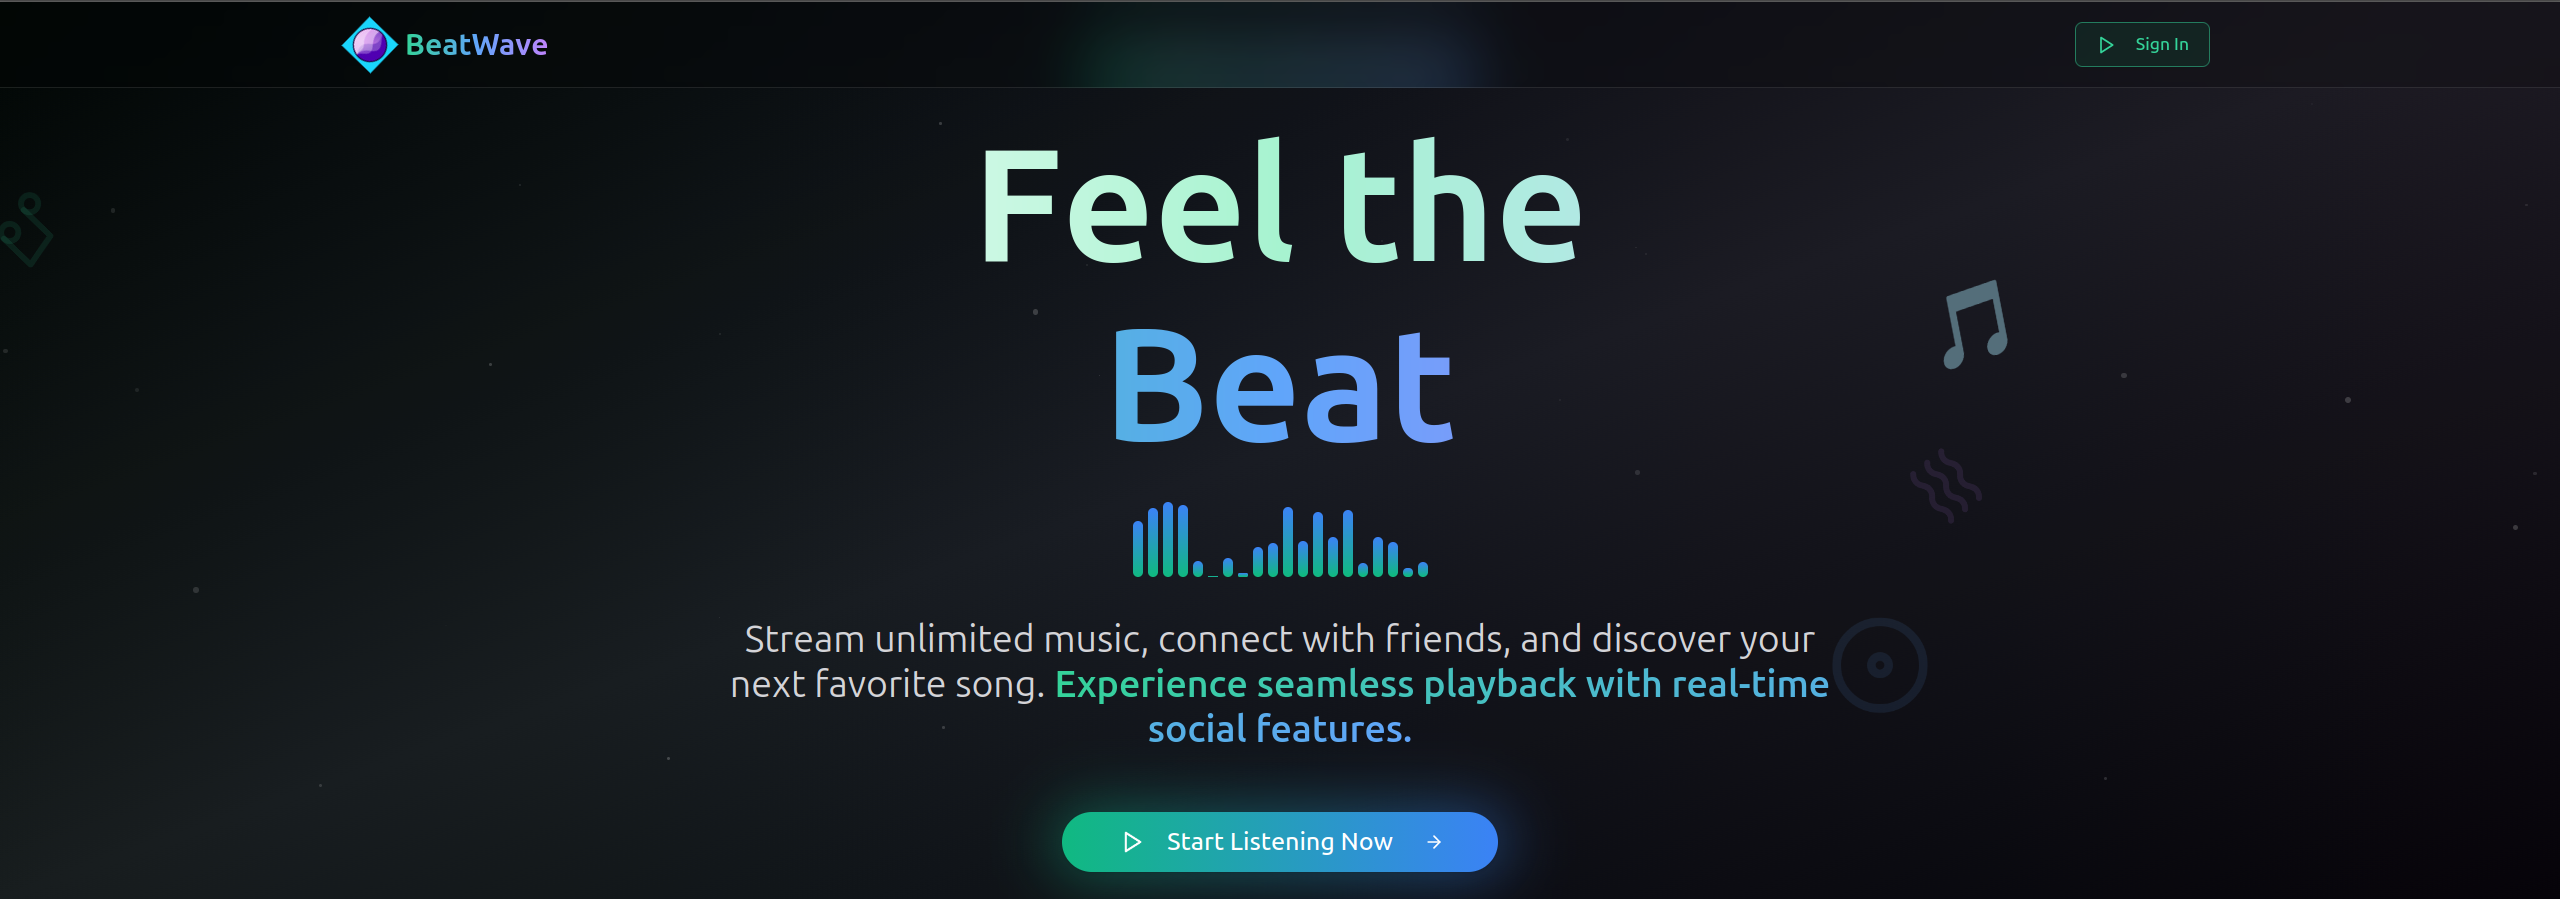 BeatWave
Sign In
Feel the
Beat
Stream unlimited music, connect with friends, and discover your
next favorite song. Experience seamless playback with real-time
social features.
Start Listening Now